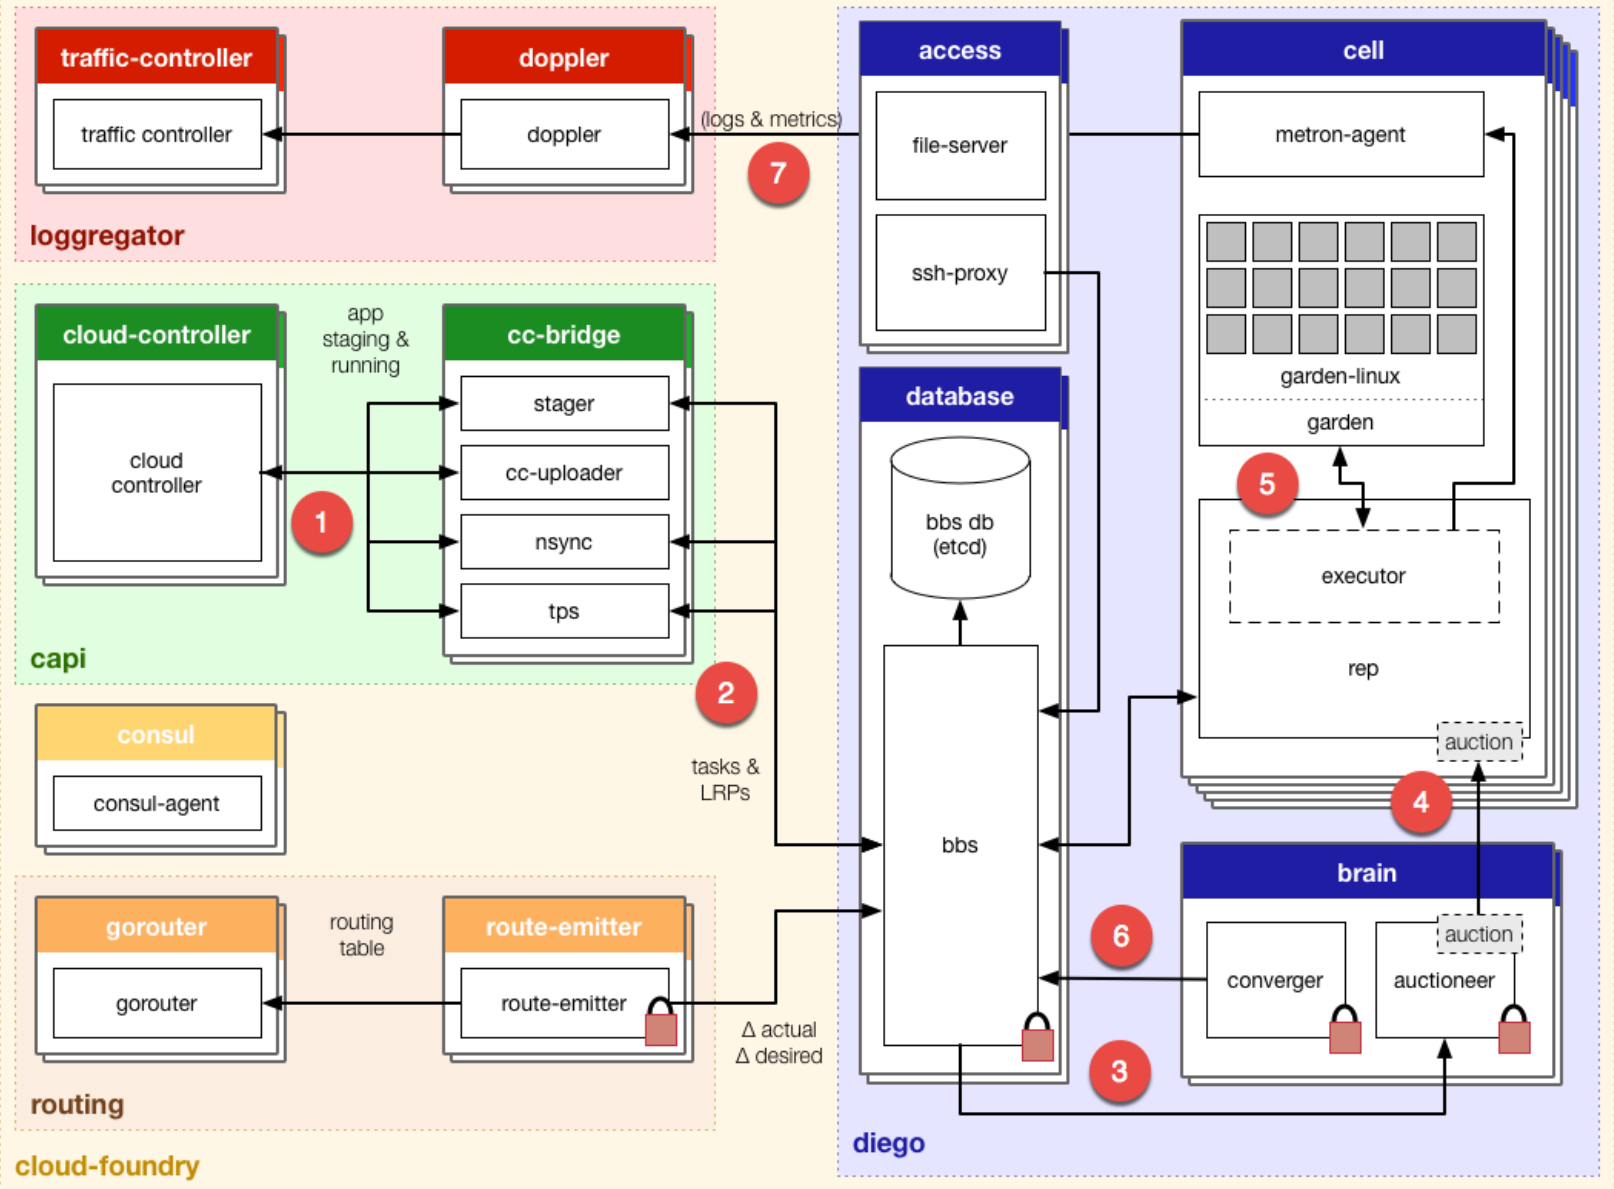 traffic-controller
traffic controller
doppler
doppler
(logs & metrics)
7
loggregator
cloud-controller
cloud
controller
1
app
staging &
running
cc-bridge
stager
cc-uploader
nsync
tps
capi
2
tasks &
LRPs
consul
consul-agent
gorouter
gorouter
routing
table
route-emitter
route-emitter
Δ actual
Δ desired
routing
cloud-foundry
access
file-server
ssh-proxy
database
bbs db
(etcd)
bbs
cell
metron-agent
garden-linux
garden
5
executor
rep
auction
4
brain
auction
6
converger
auctioneer
3
diego